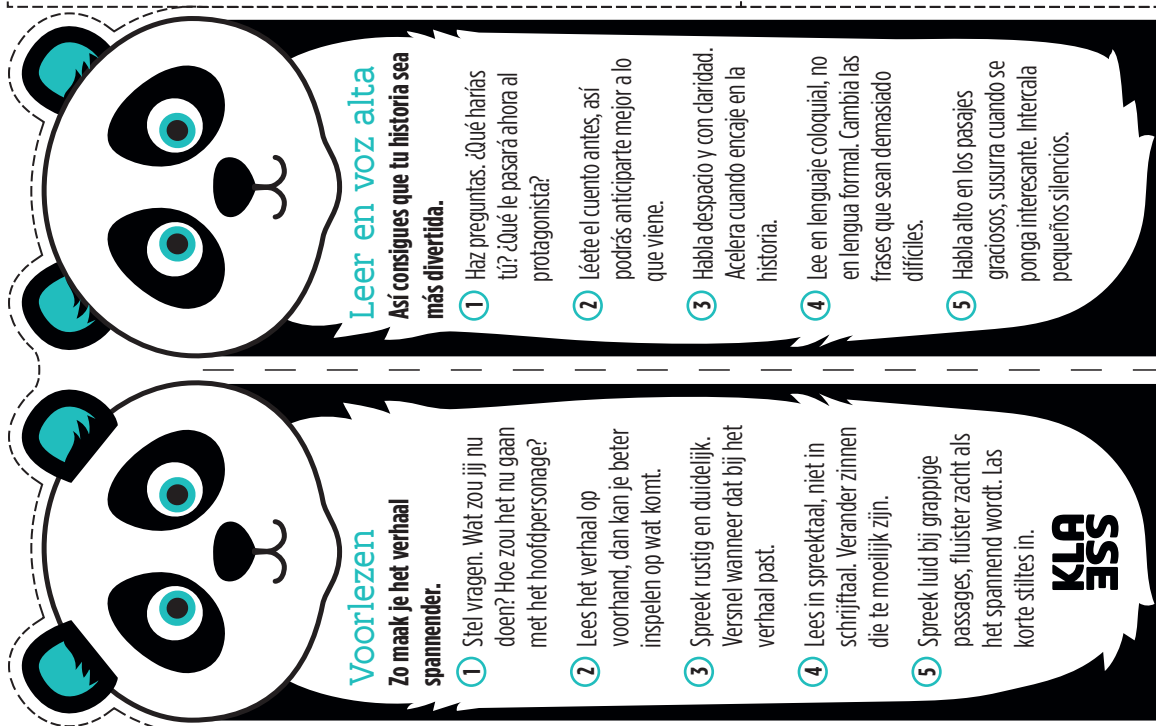 Leer en voz alta
Así consigues que tu historia sea
más divertida.
1 Haz preguntas. ¿Qué harías
tú? ¿Qué le pasará ahora al
protagonista?
2 Léete el cuento antes, así
podrás anticiparte mejor a lo
que viene.
3 Habla despacio y con claridad.
Acelera cuando encaje en la
historia.
4 Lee en lenguaje coloquial, no
en lengua formal. Cambia las
frases que sean demasiado
difíciles.
5 Habla alto en los pasajes
graciosos, susurra cuando se
ponga interesante. Intercala
pequeños silencios.
Voorlezen
Zo maak je het verhaal
spannender.
1 Stel vragen. Wat zou jij nu
doen? Hoe zou het nu gaan
met het hoofdpersonage?
2 Lees het verhaal op
voorhand, dan kan je beter
inspelen op wat komt.
3 Spreek rustig en duidelijk.
Versnel wanneer dat bij het
verhaal past.
4 Lees in spreektaal, niet in
schrijftaal. Verander zinnen
die te moeilijk zijn.
5 Spreek luid bij grappige
passages, fluister zacht als
het spannend wordt. Las
korte stiltes in.
KLA
SSE